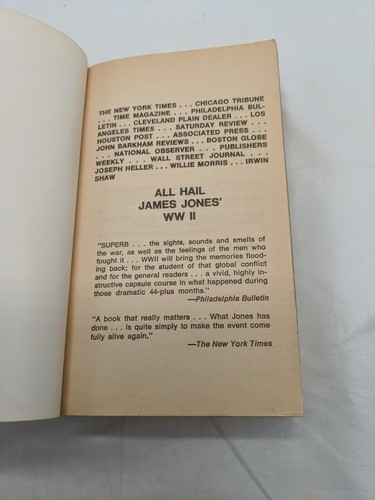 THE NEW YORK TIMES . . . CHICAGO TRIBUNE
. . . TIME MAGAZINE . . . PHILADELPHIA BUL-
LETIN . . . CLEVELAND PLAIN DEALER . . . LOS
ANGELES TIMES . . . SATURDAY REVIEW . . .
HOUSTON POST . . . ASSOCIATED PRESS . . .
JOHN BARKHAM REVIEWS . . . BOSTON GLOBE
. . . NATIONAL OBSERVER . . . PUBLISHERS
WEEKLY . . . WALL STREET JOURNAL . . .
JOSEPH HELLER . . . WILLIE MORRIS . . . IRWIN
SHAW
ALL HAIL
JAMES JONES'
WW II
"SUPERB . . . the sights, sounds and smells of
the war, as well as the feelings of the men who
fought it . . . WWII will bring the memories flood-
ing back; for the student of that global conflict
and for the general readers . . . a vivid, highly in-
structive capsule course in what happened during
those dramatic 44-plus months."
—Philadelphia Bulletin
"A book that really matters . . . What Jones has
done . . . is quite simply to make the event come
fully alive again."
—The New York Times